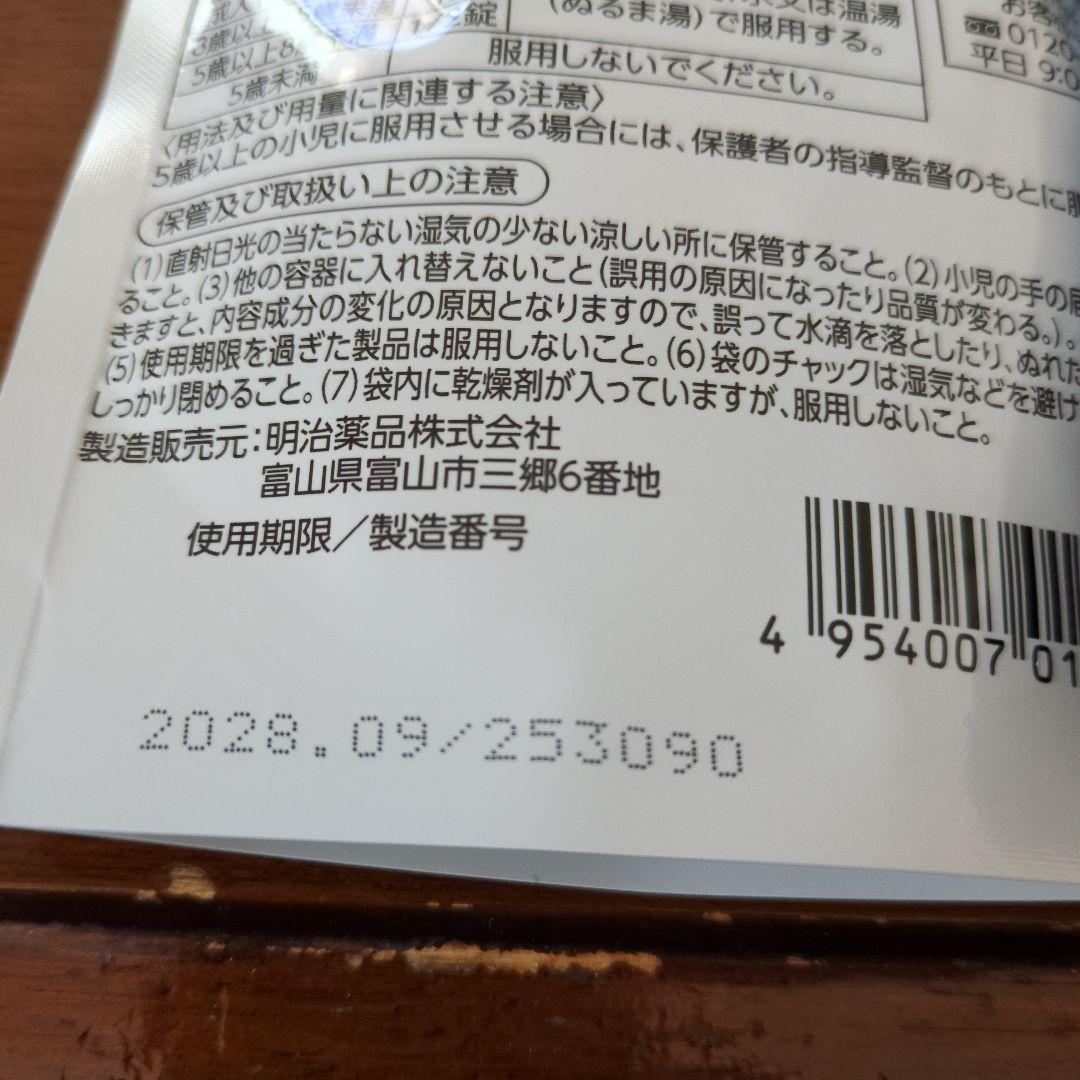 錠
(ぬるま湯)で服用する。
3歳以上8
5歳以上8
5歳未満
服用しないでください。
〈用法及び用量に関連する注意〉
5歳以上の小児に服用させる場合には、保護者の指導監督のもとに
保管及び取扱い上の注意
(1)直射日光の当たらない湿気の少ない涼しい所に保管すること。(2)小児の手の
ること。(3)他の容器に入れ替えないこと(誤用の原因になったり品質が変わる。)。
きますと、内容成分の変化の原因となりますので、誤って水滴を落としたり、ぬれた
(5)使用期限を過ぎた製品は服用しないこと。(6)袋のチャックは湿気などを避け
しっかり閉めること。(7)袋内に乾燥剤が入っていますが、服用しないこと。
製造販売元:明治薬品株式会社
富山県富山市三郷6番地
使用期限/製造番号
お客
0120
平日 9:0
4 954007 01
2028.09/253090